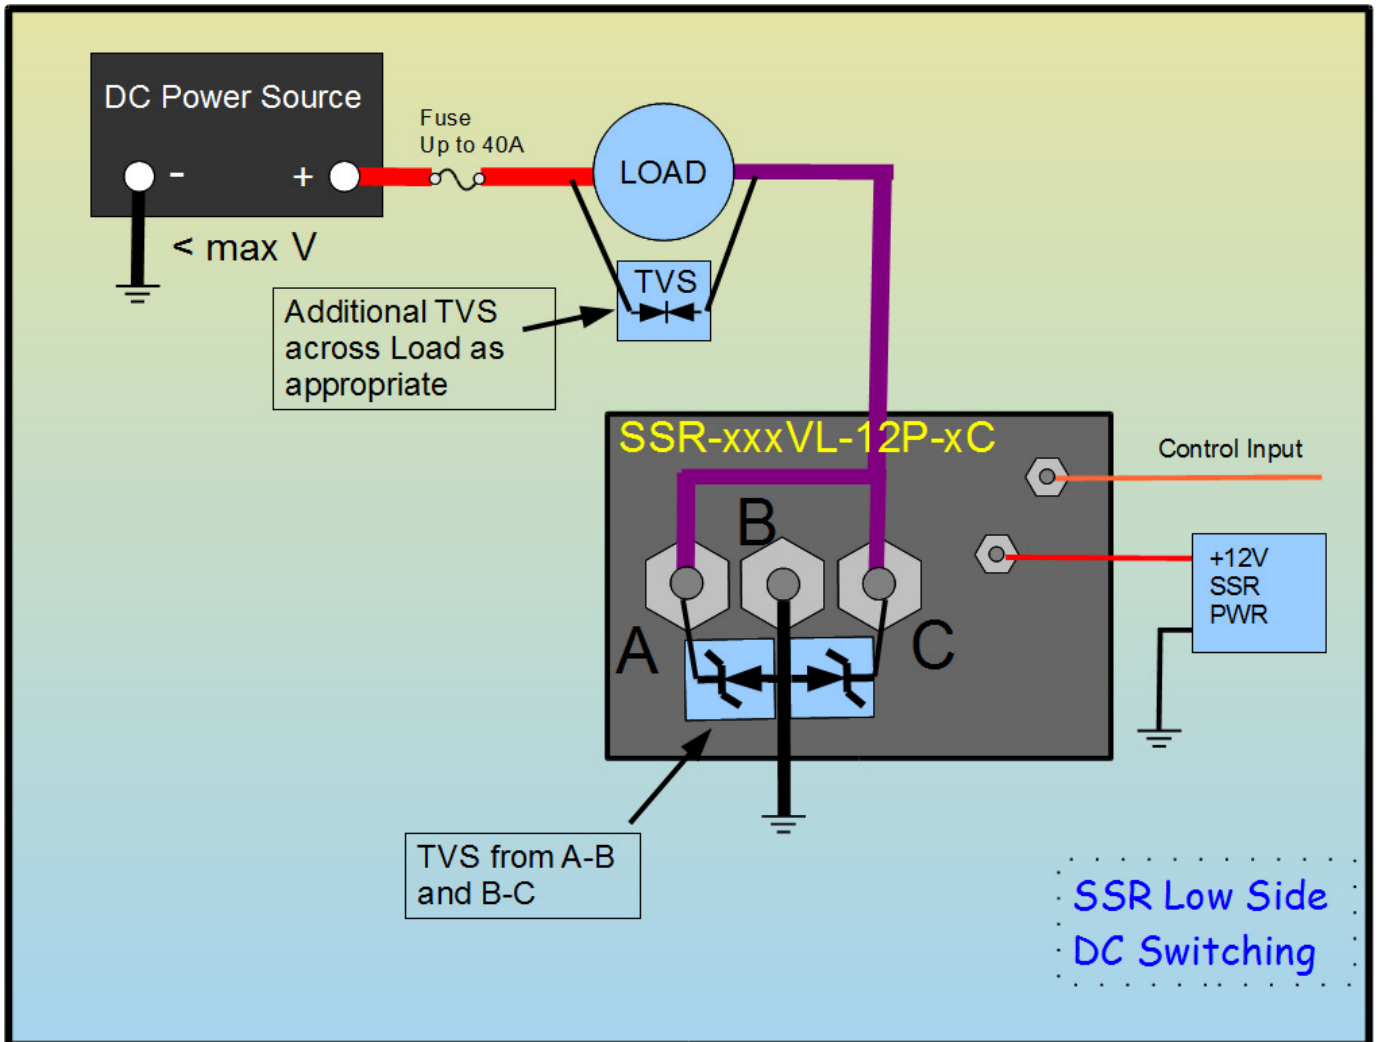 DC Power Source
- +
< max V
Fuse
Up to 40A
LOAD
TVS
Additional TVS
across Load as
appropriate
SSR-xxxVL-12P-xC
Control Input
B
A
C
+12V
SSR
PWR
TVS from A-B
and B-C
SSR Low Side
DC Switching